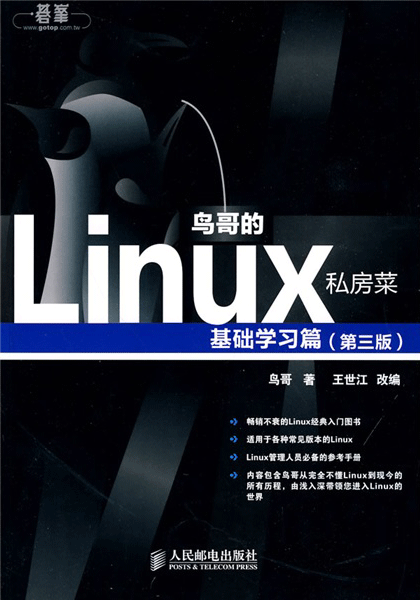 碁峯
www.gotop.com.tw
鸟哥的
Linux
私房菜
基础学习篇(第三版)
鸟哥 著 王世江 改编
畅销不衰的Linux经典入门图书
适用于各种常见版本的Linux
Linux管理人员必备的参考手册
内容包含鸟哥从完全不懂Linux到现今的
所有历程,由浅入深带领您进入Linux的
世界
人民邮电出版社
POSTS & TELECOM PRESS